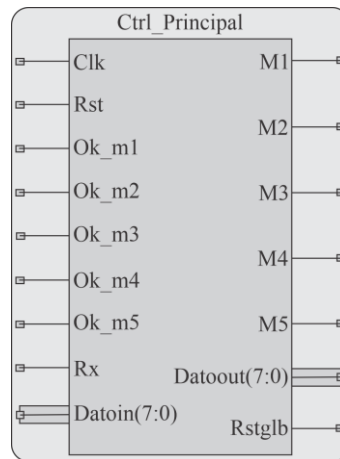 Ctrl_Principal
Clk
M1
Rst
M2
Ok_m1
Ok_m2
M3
Ok_m3
M4
Ok_m4
Ok_m5
M5
Rx
Datoout(7:0)
Datoin(7:0)
Rstglb